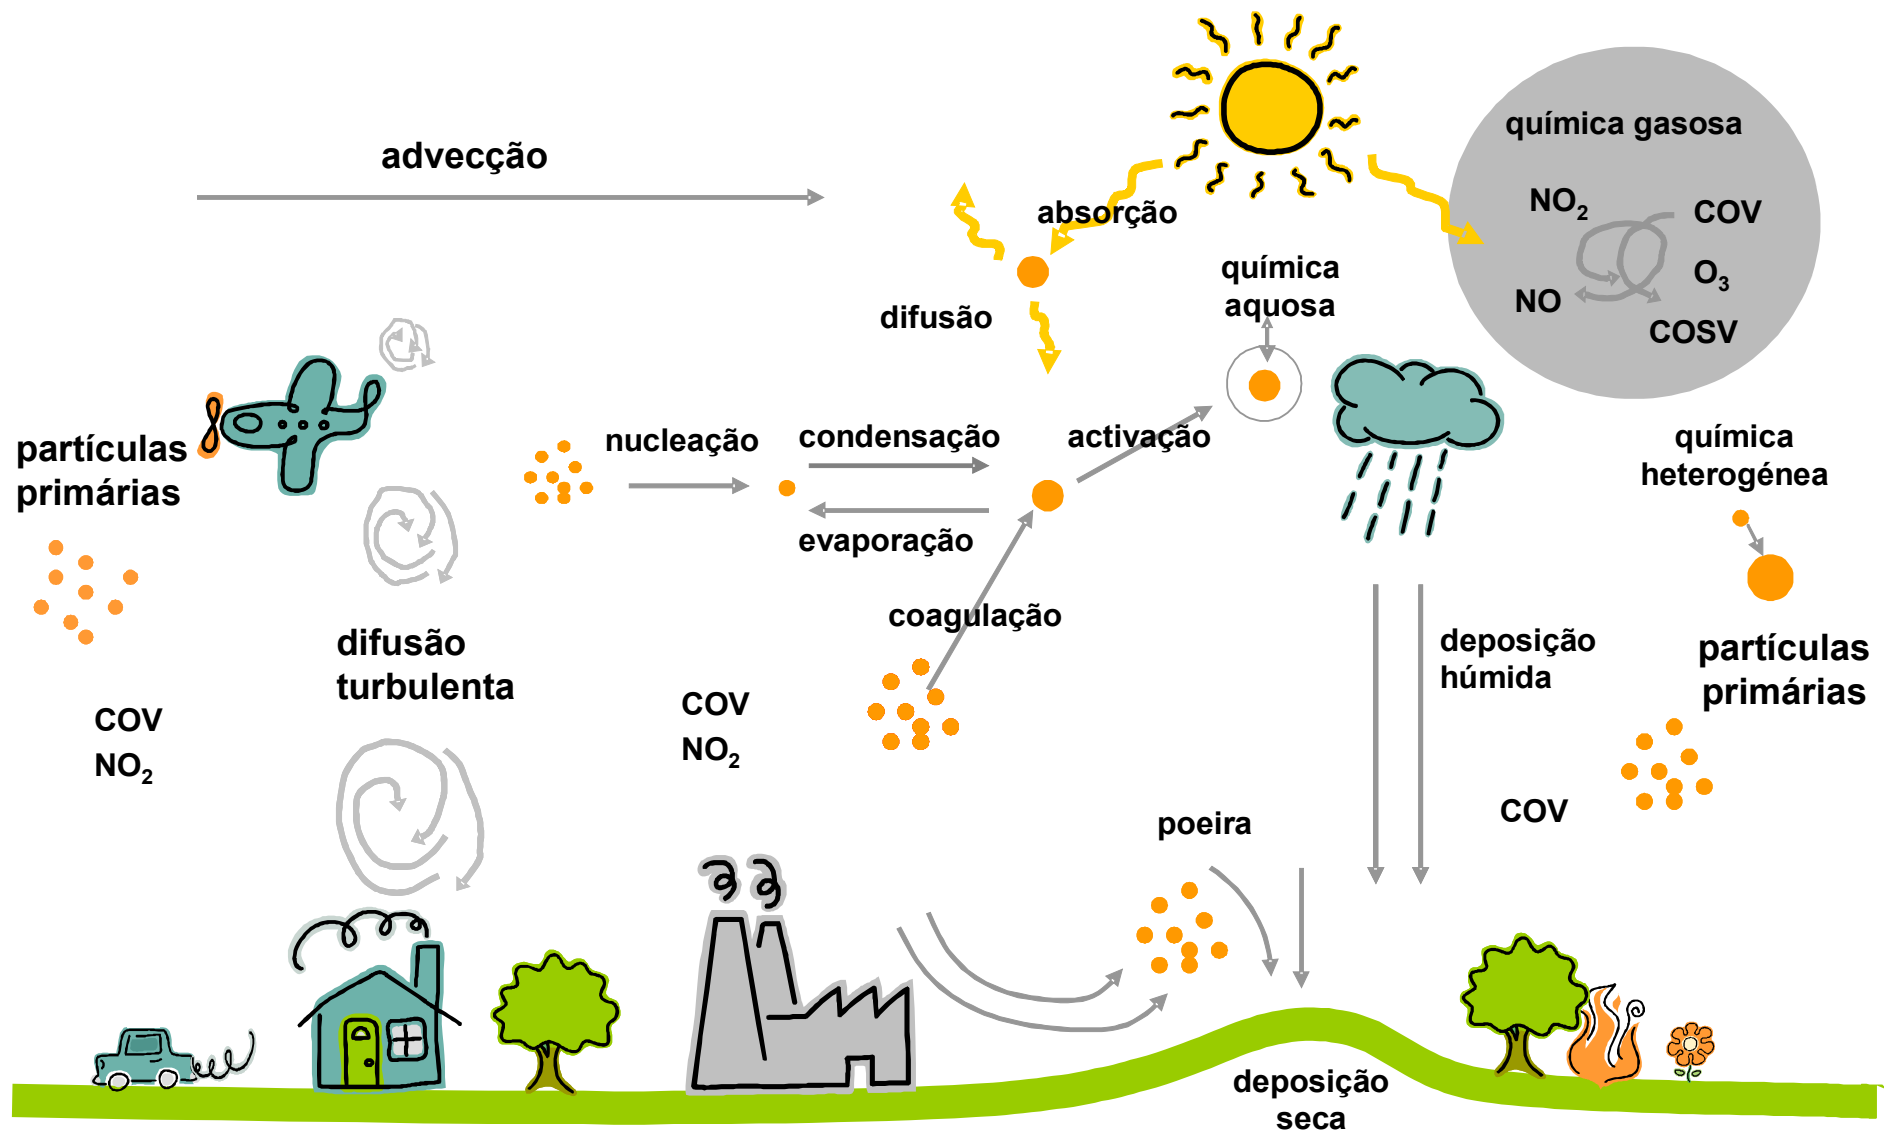 química gasosa
advecção
NO₂
COV
absorção
química
aquosa
O₃
NO
difusão
COSV
partículas
primárias
nucleação
condensação
activação
química
heterogénea
evaporação
coagulação
difusão
turbulenta
deposição
húmida
partículas
primárias
COV
NO₂
COV
NO₂
COV
poeira
deposição
seca